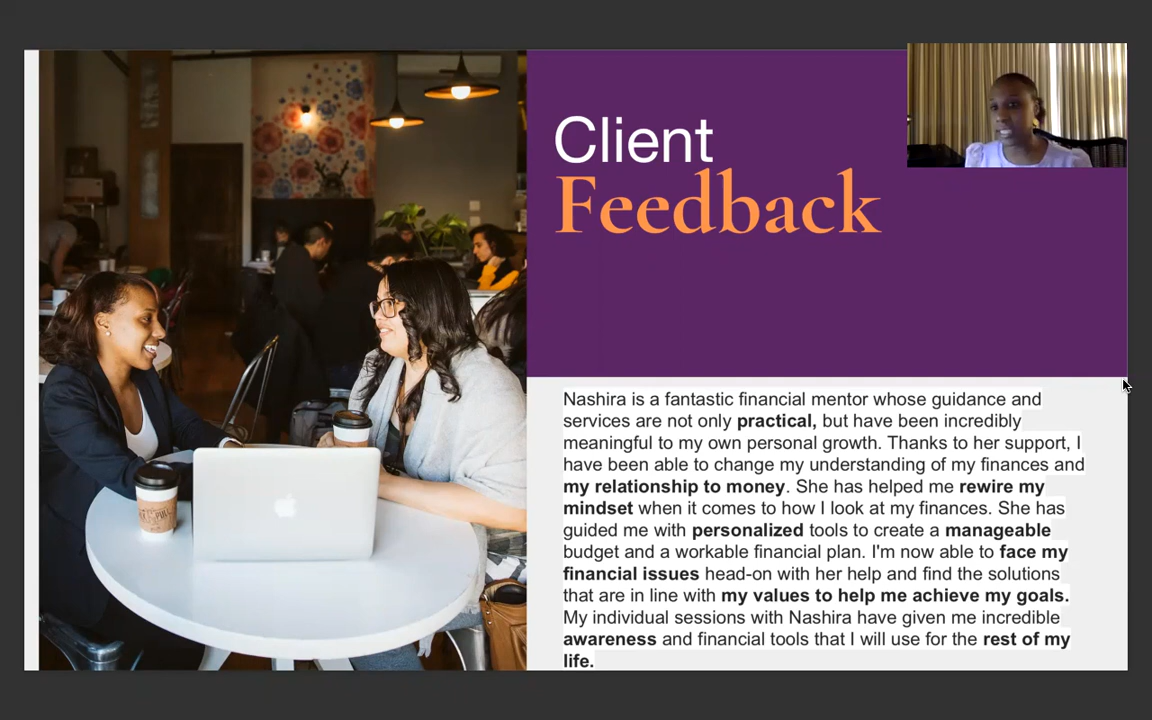 Client
Feedback
Nashira is a fantastic financial mentor whose guidance and
services are not only practical, but have been incredibly
meaningful to my own personal growth. Thanks to her support, I
have been able to change my understanding of my finances and
my relationship to money. She has helped me rewire my
mindset when it comes to how I look at my finances. She has
guided me with personalized tools to create a manageable
budget and a workable financial plan. I'm now able to face my
financial issues head-on with her help and find the solutions
that are in line with my values to help me achieve my goals.
My individual sessions with Nashira have given me incredible
awareness and financial tools that I will use for the rest of my
life.